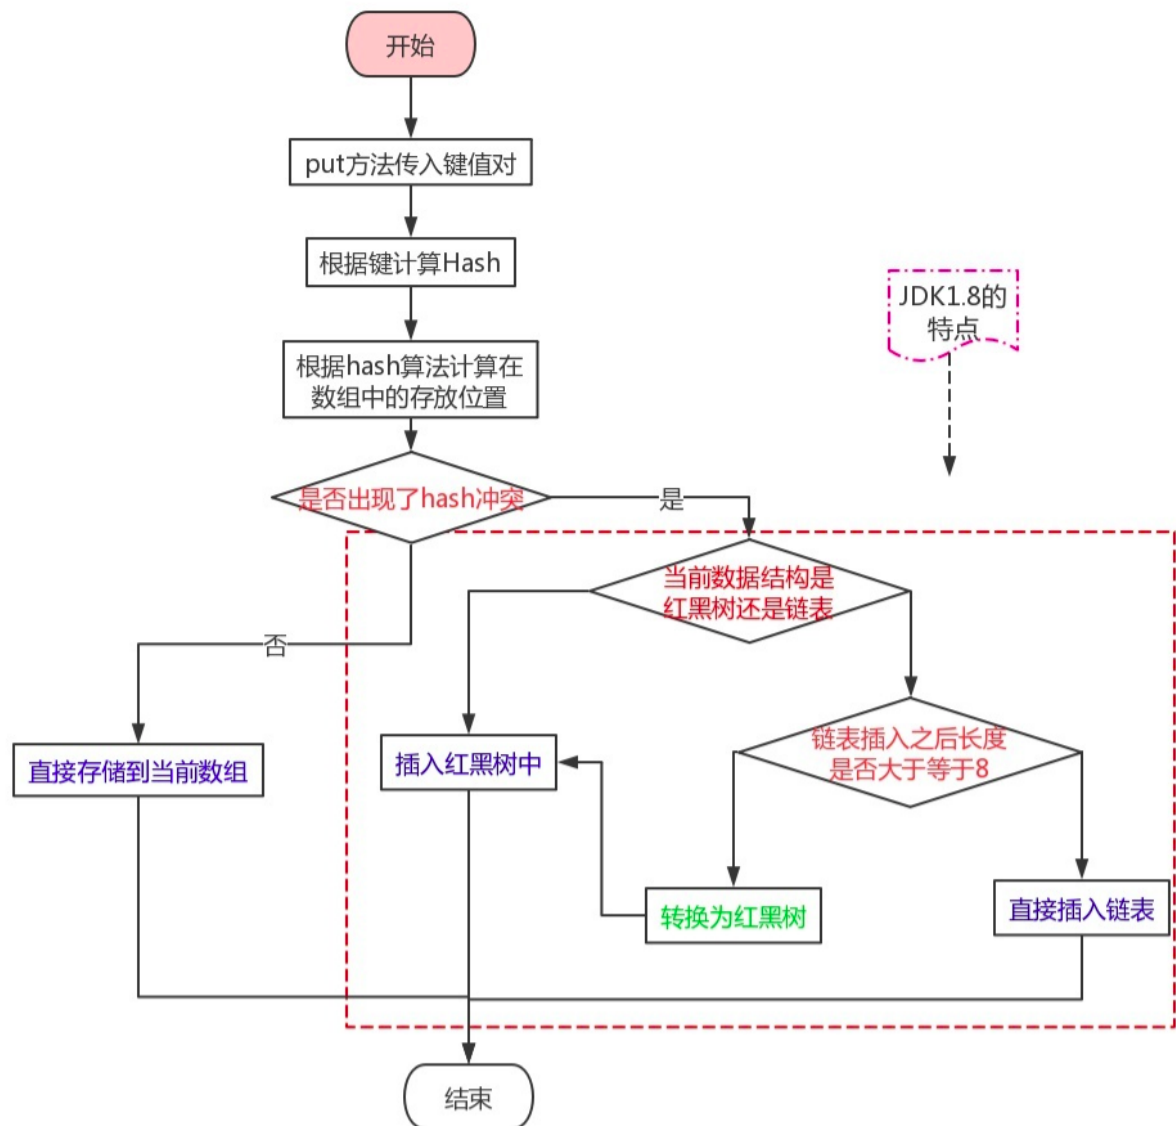 开始
put方法传入键值对
根据键计算Hash
JDK1.8的
特点
根据hash算法计算在
数组中的存放位置
是否出现了hash冲突
是
当前数据结构是
红黑树还是链表
否
链表插入之后长度
是否大于等于8
直接存储到当前数组
插入红黑树中
转换为红黑树
直接插入链表
结束